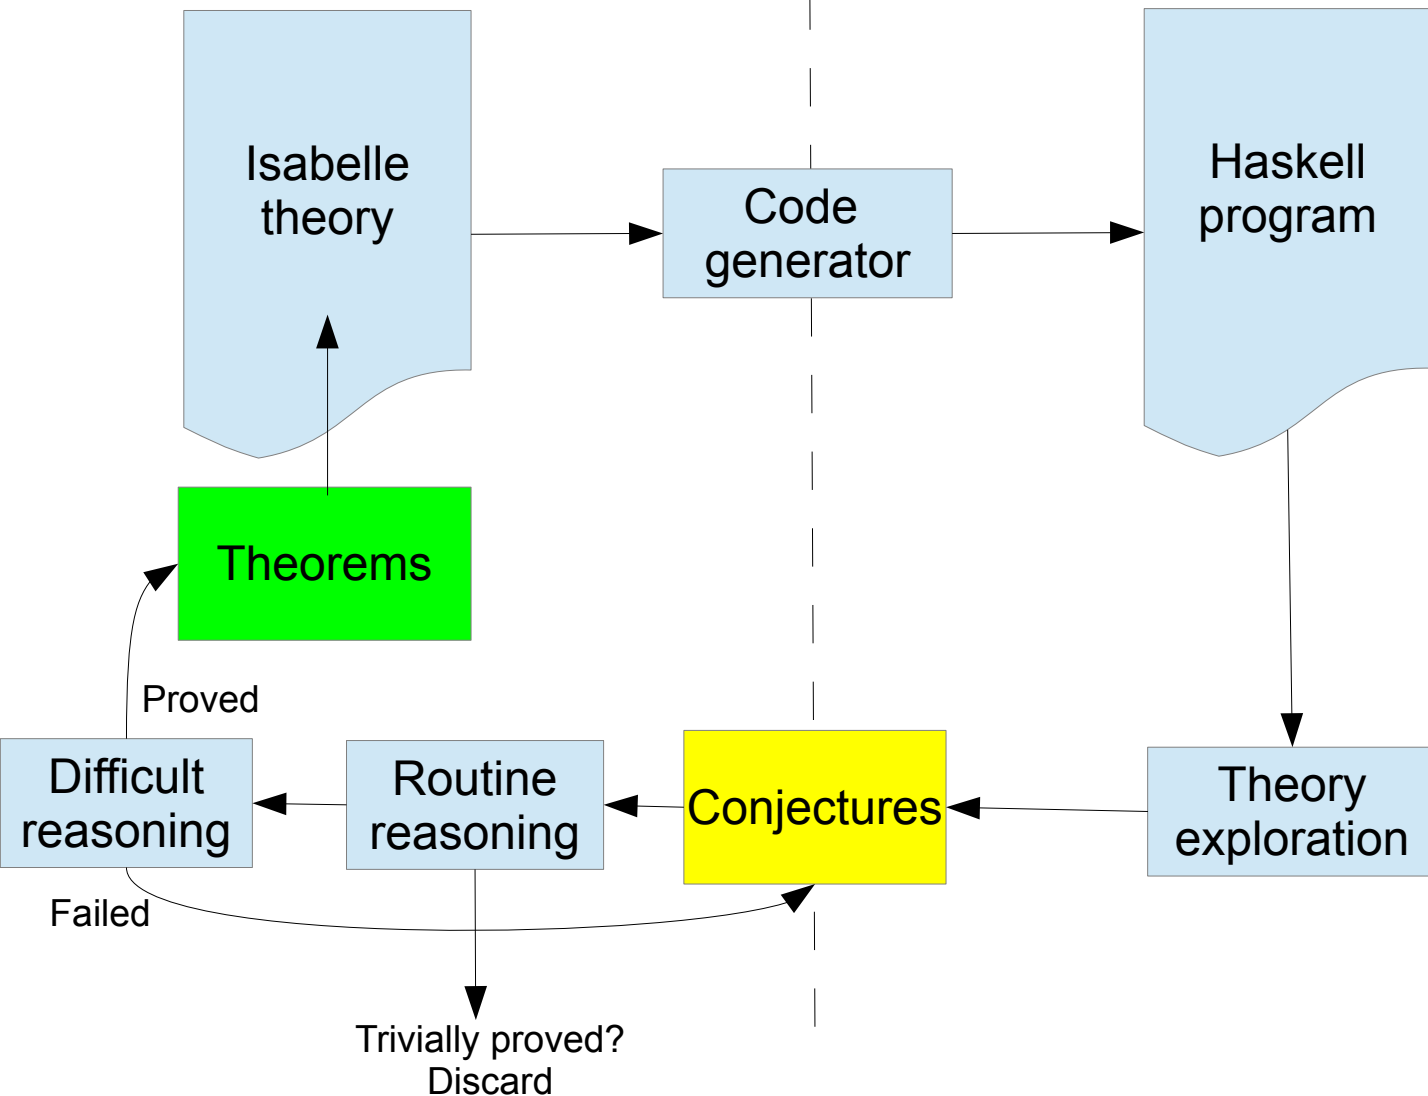 Isabelle
theory
Code
generator
Haskell
program
Theorems
Proved
Difficult
reasoning
Routine
reasoning
Conjectures
Theory
exploration
Failed
Trivially proved?
Discard